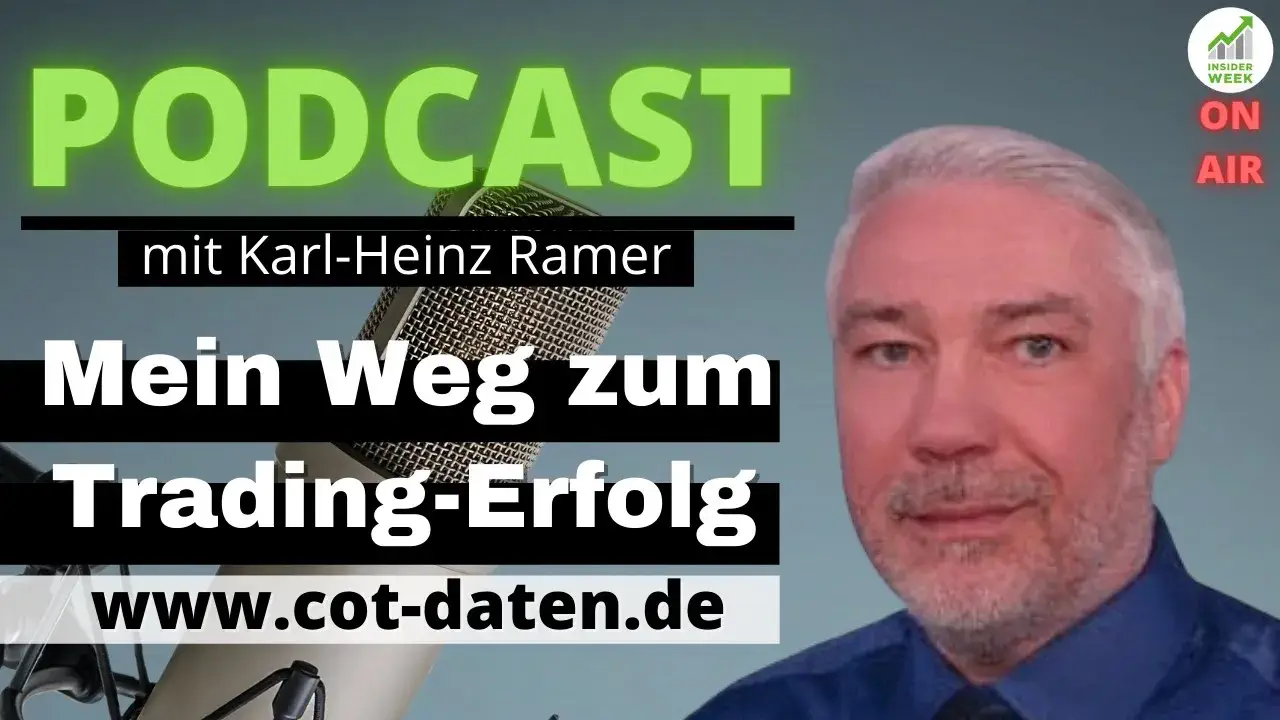 PODCAST
mit Karl-Heinz Ramer
Mein Weg zum
Trading-Erfolg
www.cot-daten.de
INSIDER
WEEK
ON
AIR